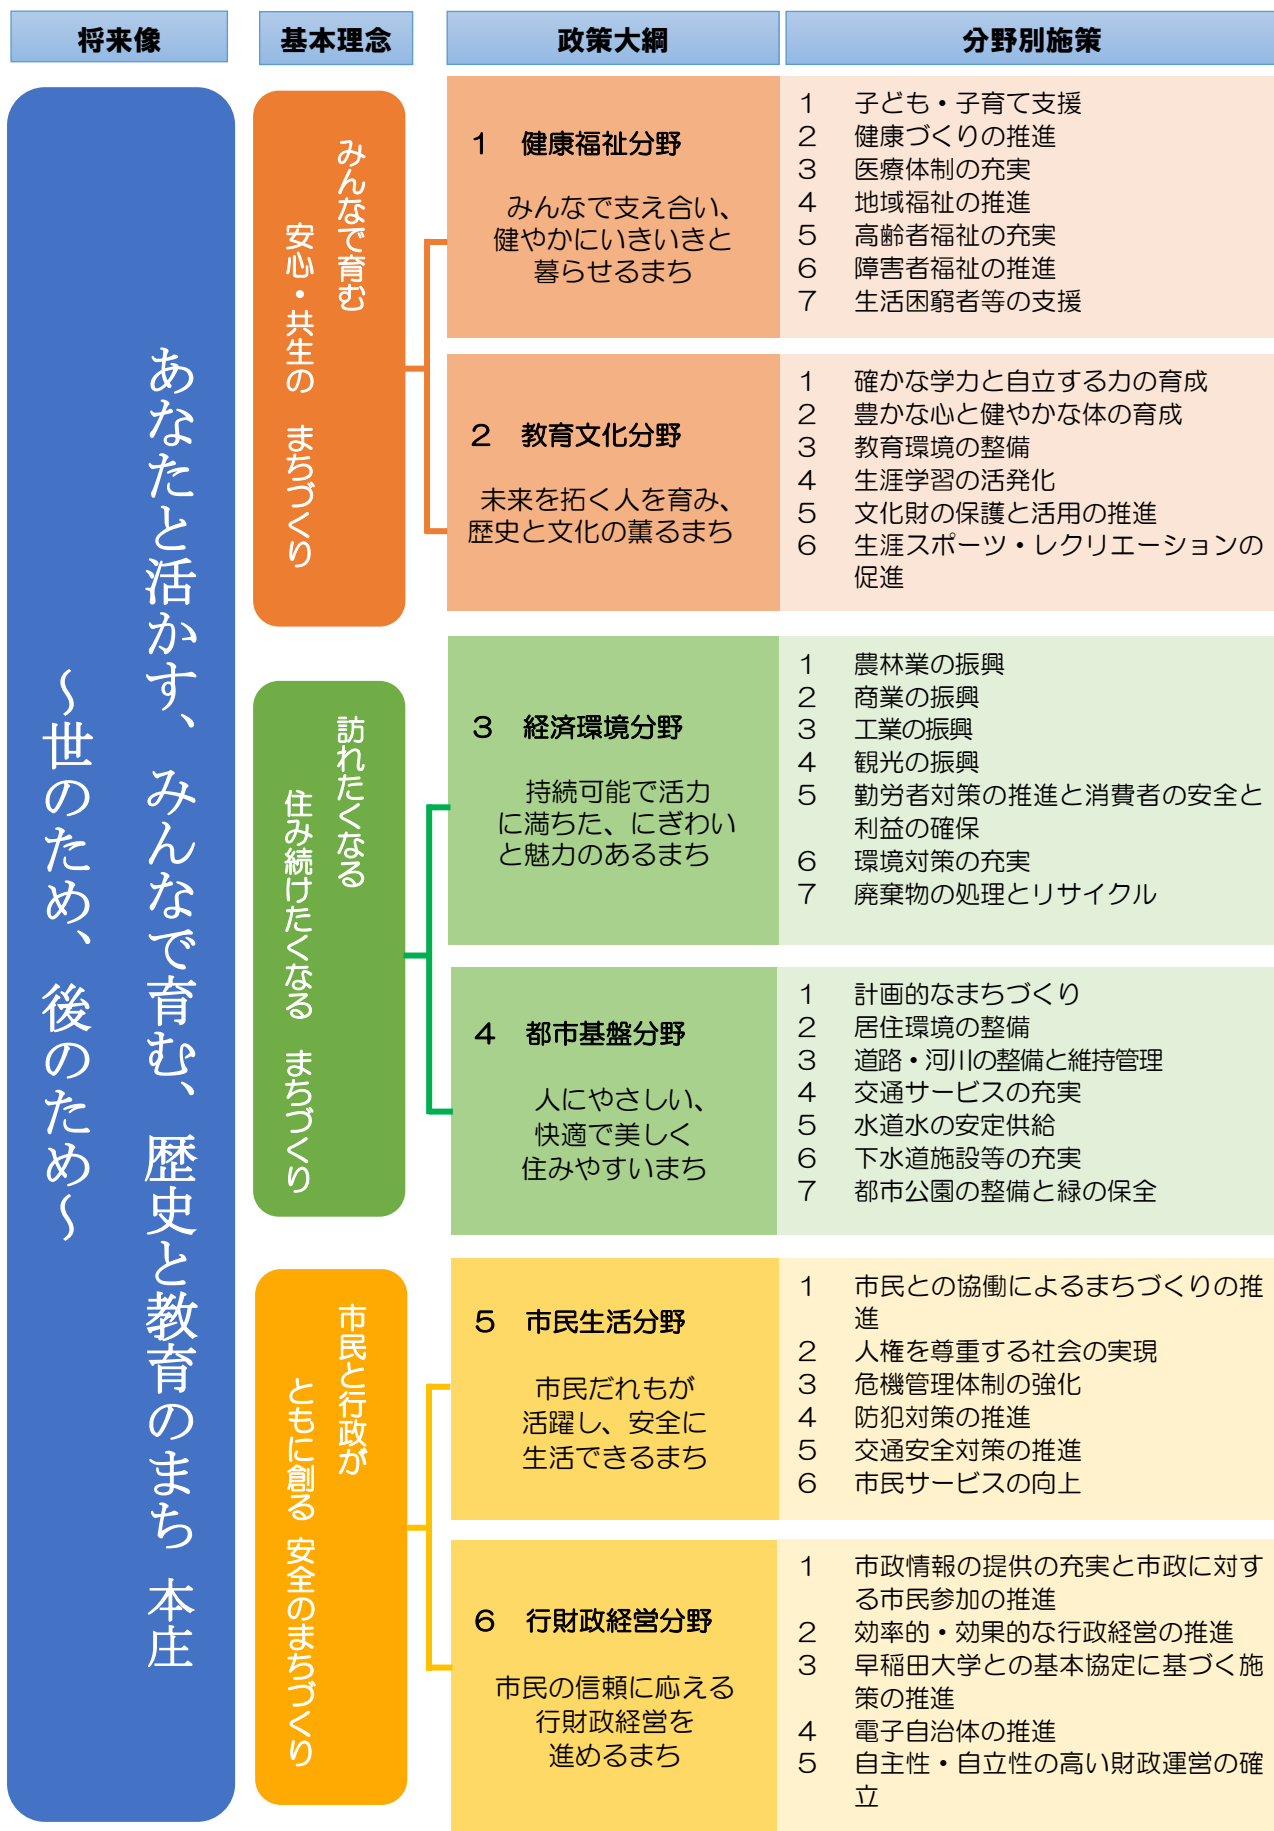 将来像
基本理念
政策大綱
分野別施策
あなたと活かす、みんなで育む、歴史と教育のまち 本庄
～世のため、後のため～
みんなで育む
安心・共生の まちづくり
1 健康福祉分野
みんなで支え合い、
健やかにいきいきと
暮らせるまち
1 子ども・子育て支援
2 健康づくりの推進
3 医療体制の充実
4 地域福祉の推進
5 高齢者福祉の充実
6 障害者福祉の推進
7 生活困窮者等の支援
2 教育文化分野
未来を拓く人を育み、
歴史と文化の薫るまち
1 確かな学力と自立する力の育成
2 豊かな心と健やかな体の育成
3 教育環境の整備
4 生涯学習の活発化
5 文化財の保護と活用の推進
6 生涯スポーツ・レクリエーションの
促進
訪れたくなる
住み続けたくなる まちづくり
3 経済環境分野
持続可能で活力
に満ちた、にぎわい
と魅力のあるまち
1 農林業の振興
2 商業の振興
3 工業の振興
4 観光の振興
5 勤労者対策の推進と消費者の安全と
利益の確保
6 環境対策の充実
7 廃棄物の処理とリサイクル
4 都市基盤分野
人にやさしい、
快適で美しく
住みやすいまち
1 計画的なまちづくり
2 居住環境の整備
3 道路・河川の整備と維持管理
4 交通サービスの充実
5 水道水の安定供給
6 下水道施設等の充実
7 都市公園の整備と緑の保全
市民と行政が
ともに創る 安全のまちづくり
5 市民生活分野
市民だれもが
活躍し、安全に
生活できるまち
1 市民との協働によるまちづくりの推
進
2 人権を尊重する社会の実現
3 危機管理体制の強化
4 防犯対策の推進
5 交通安全対策の推進
6 市民サービスの向上
6 行財政経営分野
市民の信頼に応える
行財政経営を
進めるまち
1 市政情報の提供の充実と市政に対す
る市民参加の推進
2 効率的・効果的な行政経営の推進
3 早稲田大学との基本協定に基づく施
策の推進
4 電子自治体の推進
5 自主性・自立性の高い財政運営の確
立